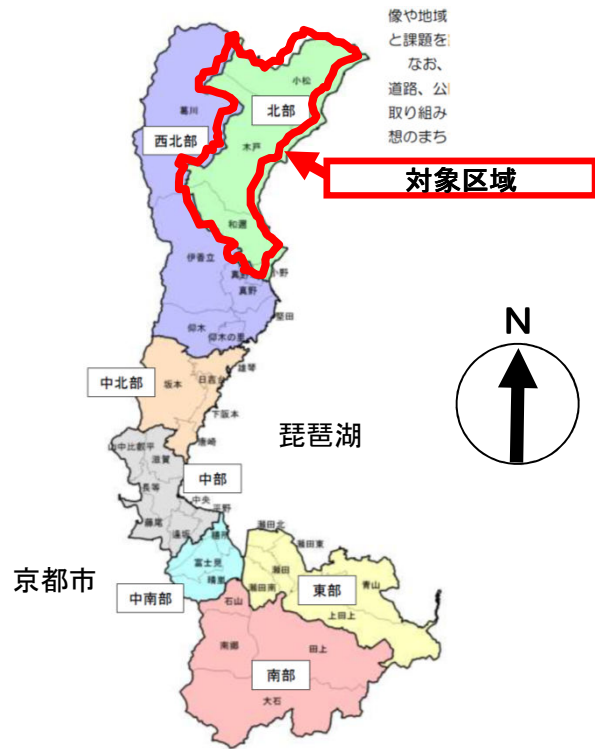 像や地域
と課題を
なお、
道路、公
取り組み
想のまち
小松
北部
葛川
西北部
木戸
対象区域
和邇
伊香立
真野
小野
真野
堅田
仰木
仰木の里
N
雄琴
中北部
坂本
日吉台
下阪本
唐崎
琵琶湖
山中比叡平
滋賀
中部
長等
中央
平野
藤尾
逢坂
膳所
瀬田北
瀬田東
富士見
瀬田
京都市
晴嵐
瀬田南
東部
青山
中南部
石山
上田上
南郷
田上
南部
大石